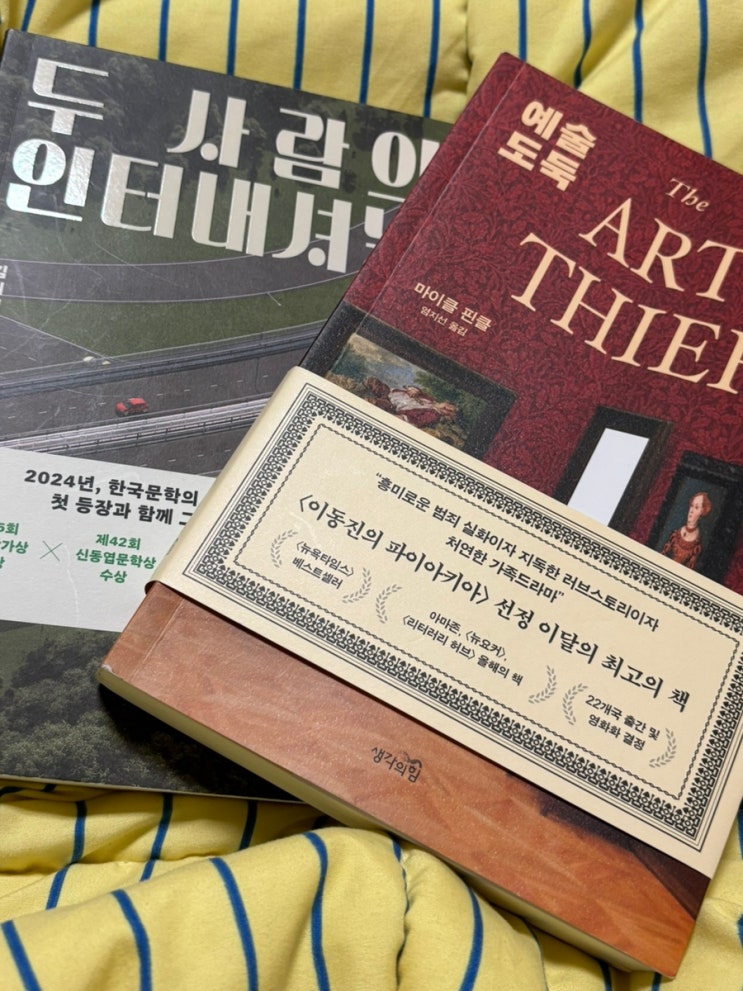 두 사람의
인터내셔널
2024년, 한국문학의
첫 등장과 함께 그
5회
가상
상
×
제42회
신동엽문학상
수상
예술
도둑
The
ART
THIEF
마이클 핀클
염지선 옮김
“흥미로운 범죄 실화이자 지독한 러브스토리이자
처연한 가족드라마”
〈이동진의 파이아키아〉 선정 이달의 최고의 책
〈뉴욕타임스〉
베스트셀러
아마존, 〈뉴요커〉,
〈리터러리 허브〉 올해의 책
22개국 출간 및
영화화 결정
생각의힘